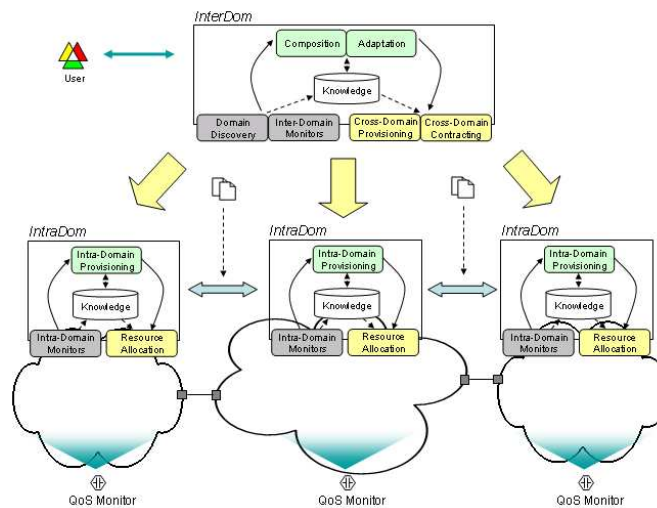 InterDom
Composition
Adaptation
User
Knowledge
Domain
Discovery
Inter-Domain
Monitors
Cross-Domain
Provisioning
Cross-Domain
Contracting
IntraDom
Intra-Domain
Provisioning
Knowledge
Intra-Domain
Monitors
Resource
Allocation
IntraDom
Intra-Domain
Provisioning
Knowledge
Intra-Domain
Monitors
Resource
Allocation
IntraDom
Intra-Domain
Provisioning
Knowledge
Intra-Domain
Monitors
Resource
Allocation
QoS Monitor
QoS Monitor
QoS Monitor